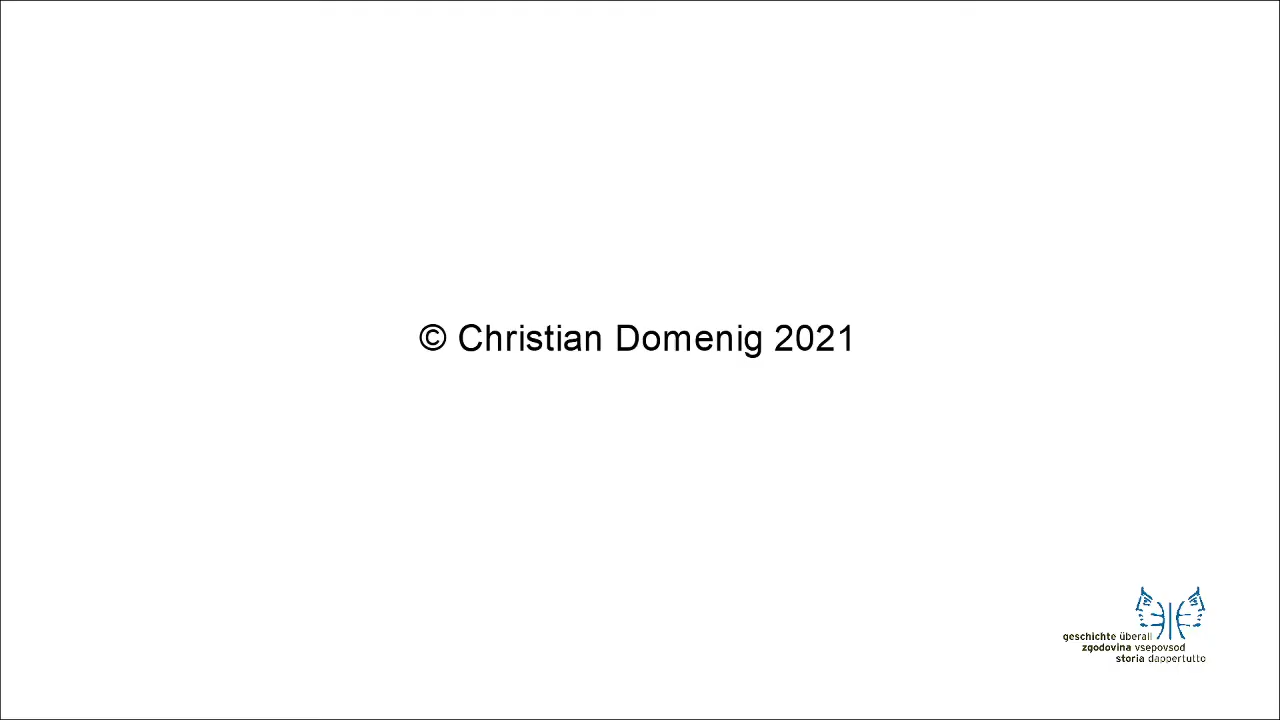 © Christian Domenig 2021
geschichte überall
zgodovina vsepovsod
storia dappertutto